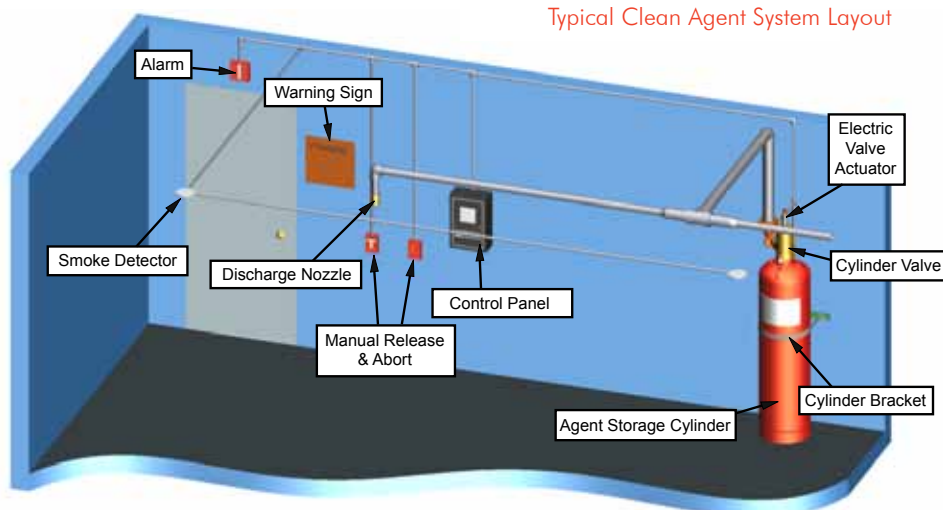 Typical Clean Agent System Layout
Alarm
Warning Sign
Electric
Valve
Actuator
Smoke Detector
Discharge Nozzle
Control Panel
Cylinder Valve
Manual Release
& Abort
Cylinder Bracket
Agent Storage Cylinder